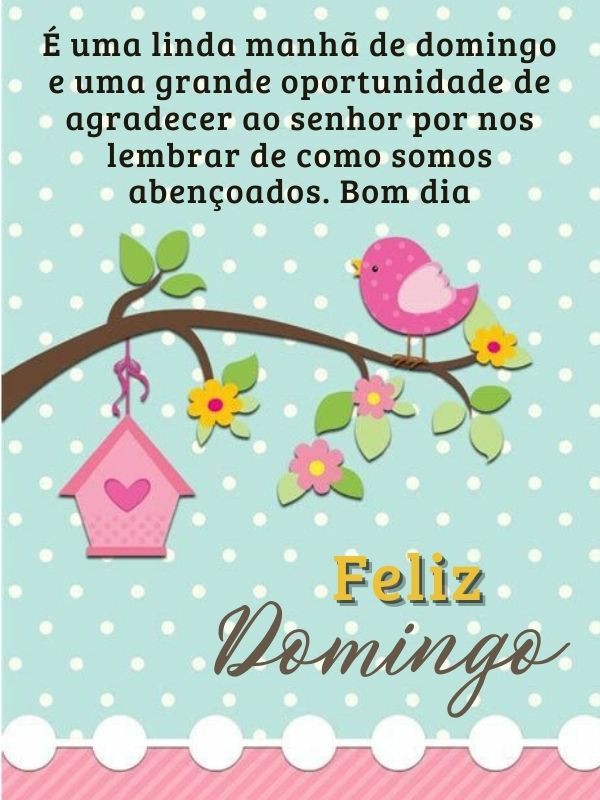 É uma linda manhã de domingo
e uma grande oportunidade de
agradecer ao senhor por nos
lembrar de como somos
abençoados. Bom dia
Feliz
Domingo